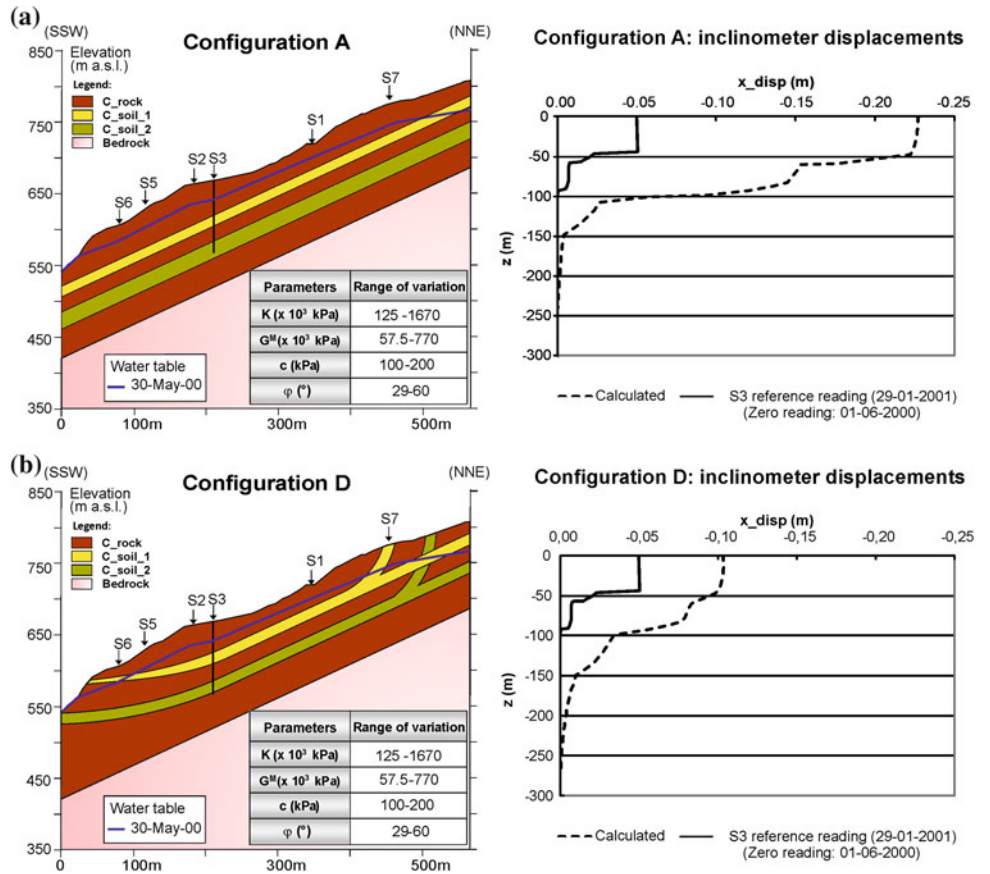 (a)
(SSW)
Configuration A
(NNE)
850
750
650
550
450
350
Elevation
(m a.s.l.)
Legend:
C_rock
C_soil_1
C_soil_2
Bedrock
S6
S5
S2
S3
S1
S7
Parameters Range of variation
K (x 10³ kPa) 125 -1670
Gᴹ(x 10³ kPa) 57.5-770
c (kPa) 100-200
φ (°) 29-60
Water table
30-May-00
0 100m 300m 500m
Configuration A: inclinometer displacements
x_disp (m)
0.00 -0.05 -0.10 -0.15 -0.20 -0.25
z (m)
0
-50
-100
-150
-200
-250
-300
Calculated
S3 reference reading (29-01-2001)
(Zero reading: 01-06-2000)
(b)
(SSW)
Configuration D
(NNE)
850
750
650
550
450
350
Elevation
(m a.s.l.)
Legend:
C_rock
C_soil_1
C_soil_2
Bedrock
S6
S5
S2
S3
S1
S7
Parameters Range of variation
K (x 10³ kPa) 125 -1670
Gᴹ(x 10³ kPa) 57.5-770
c (kPa) 100-200
φ (°) 29-60
Water table
30-May-00
0 100m 300m 500m
Configuration D: inclinometer displacements
x_disp (m)
0,00 -0,05 -0,10 -0,15 -0,20 -0,25
z (m)
0
-50
-100
-150
-200
-250
-300
Calculated
S3 reference reading (29-01-2001)
(Zero reading: 01-06-2000)